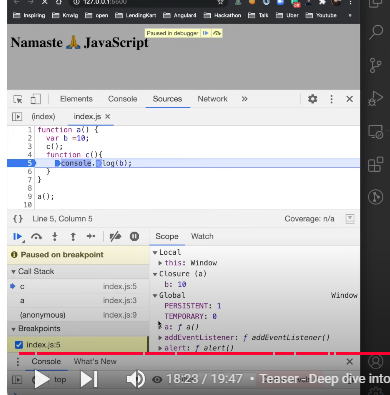 127.0.0.1:5500
Inspiring Knwlg open LendingKart Angular4 Hackathon Talk Uber Youtube »
Paused in debugger
Namaste 🙏 JavaScript
Elements Console Sources Network »
(index) index.js ×
1 function a() {
2 var b =10;
3 c();
4 function c(){
5 console.log(b);
6 }
7 }
8
9 a();
10
{} Line 5, Column 5 Coverage: n/a
Scope Watch
Paused on breakpoint
Call Stack
c index.js:5
a index.js:3
(anonymous) index.js:9
Breakpoints
index.js:5
Local
this: Window
Closure (a)
b: 10
Global Window
PERSISTENT: 1
TEMPORARY: 0
a: ƒ a()
addEventListener: ƒ addEventListener()
alert: ƒ alert()
Console What's New
top
18:23 / 19:47 • Teaser - Deep dive into